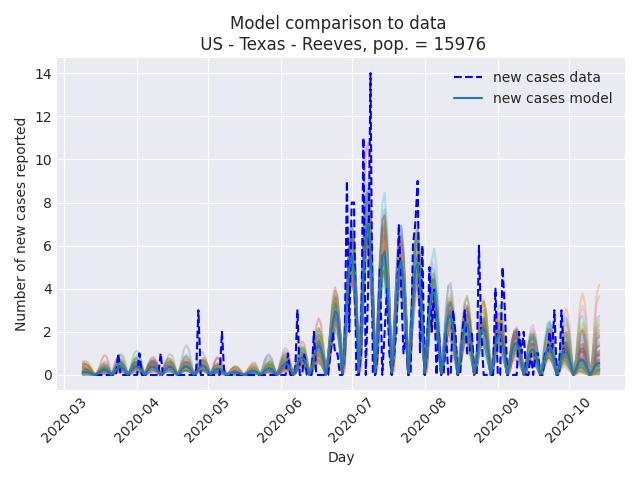 Model comparison to data
US - Texas - Reeves, pop. = 15976
new cases data
new cases model
Number of new cases reported
14
12
10
8
6
4
2
0
2020-03
2020-04
2020-05
2020-06
2020-07
2020-08
2020-09
2020-10
Day